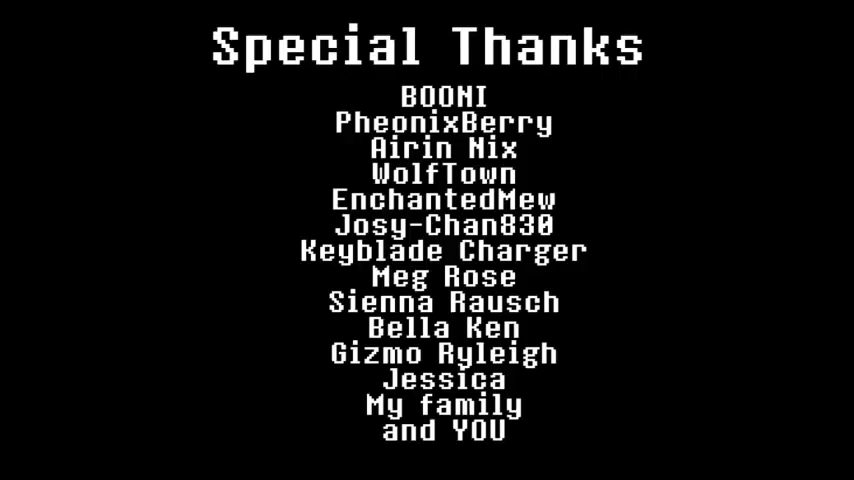 Special Thanks
BOONI
PheonixBerry
Airin Nix
WolfTown
EnchantedMew
Josy-Chan830
Keyblade Charger
Meg Rose
Sienna Rausch
Bella Ken
Gizmo Ryleigh
Jessica
My family
and YOU